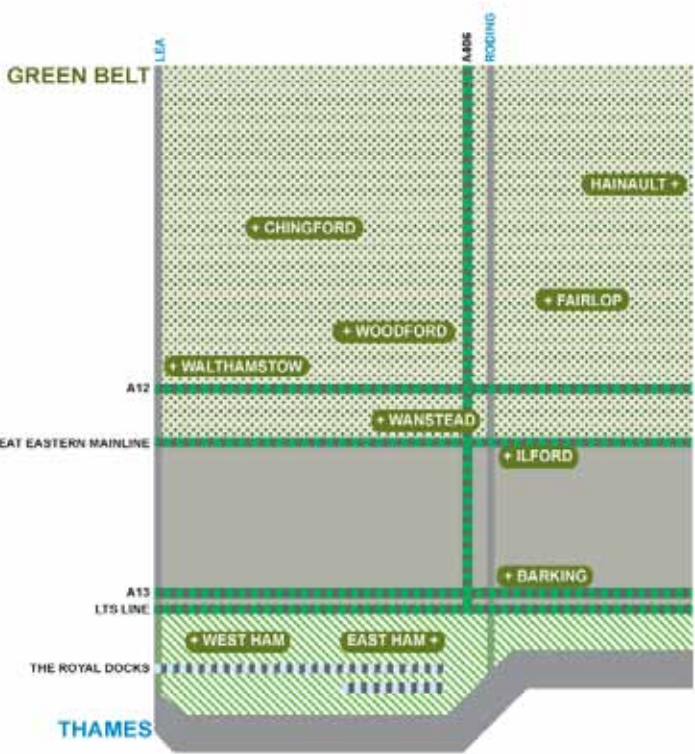 LEA
A406
RODING
GREEN BELT
HAINAULT +
+ CHINGFORD
+ FAIRLOP
+ WOODFORD
+ WALTHAMSTOW
A12
+ WANSTEAD
EAT EASTERN MAINLINE
+ ILFORD
+ BARKING
A13
LTS LINE
+ WEST HAM
EAST HAM +
THE ROYAL DOCKS
THAMES